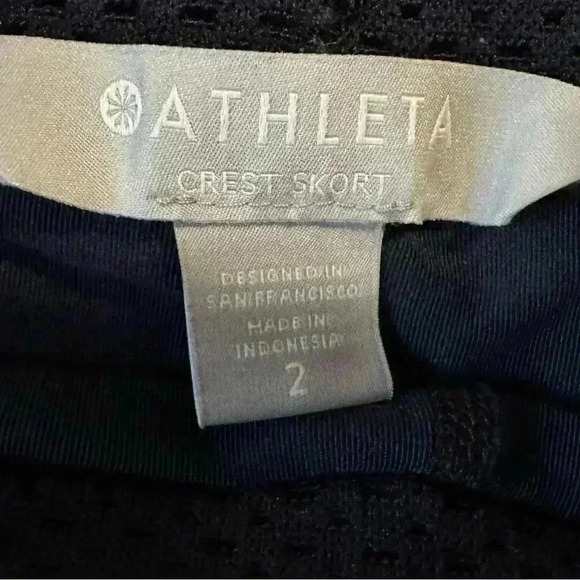 ATHLETA
CREST SKORT
DESIGNED IN
SAN FRANCISCO
MADE IN
INDONESIA
2